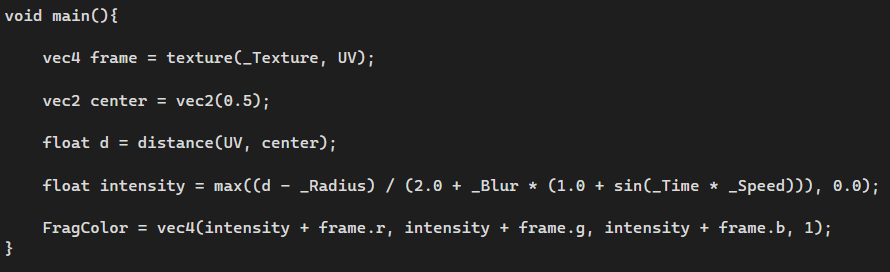 void main(){
vec4 frame = texture(_Texture, UV);
vec2 center = vec2(0.5);
float d = distance(UV, center);
float intensity = max((d - _Radius) / (2.0 + _Blur * (1.0 + sin(_Time * _Speed))), 0.0);
FragColor = vec4(intensity + frame.r, intensity + frame.g, intensity + frame.b, 1);
}